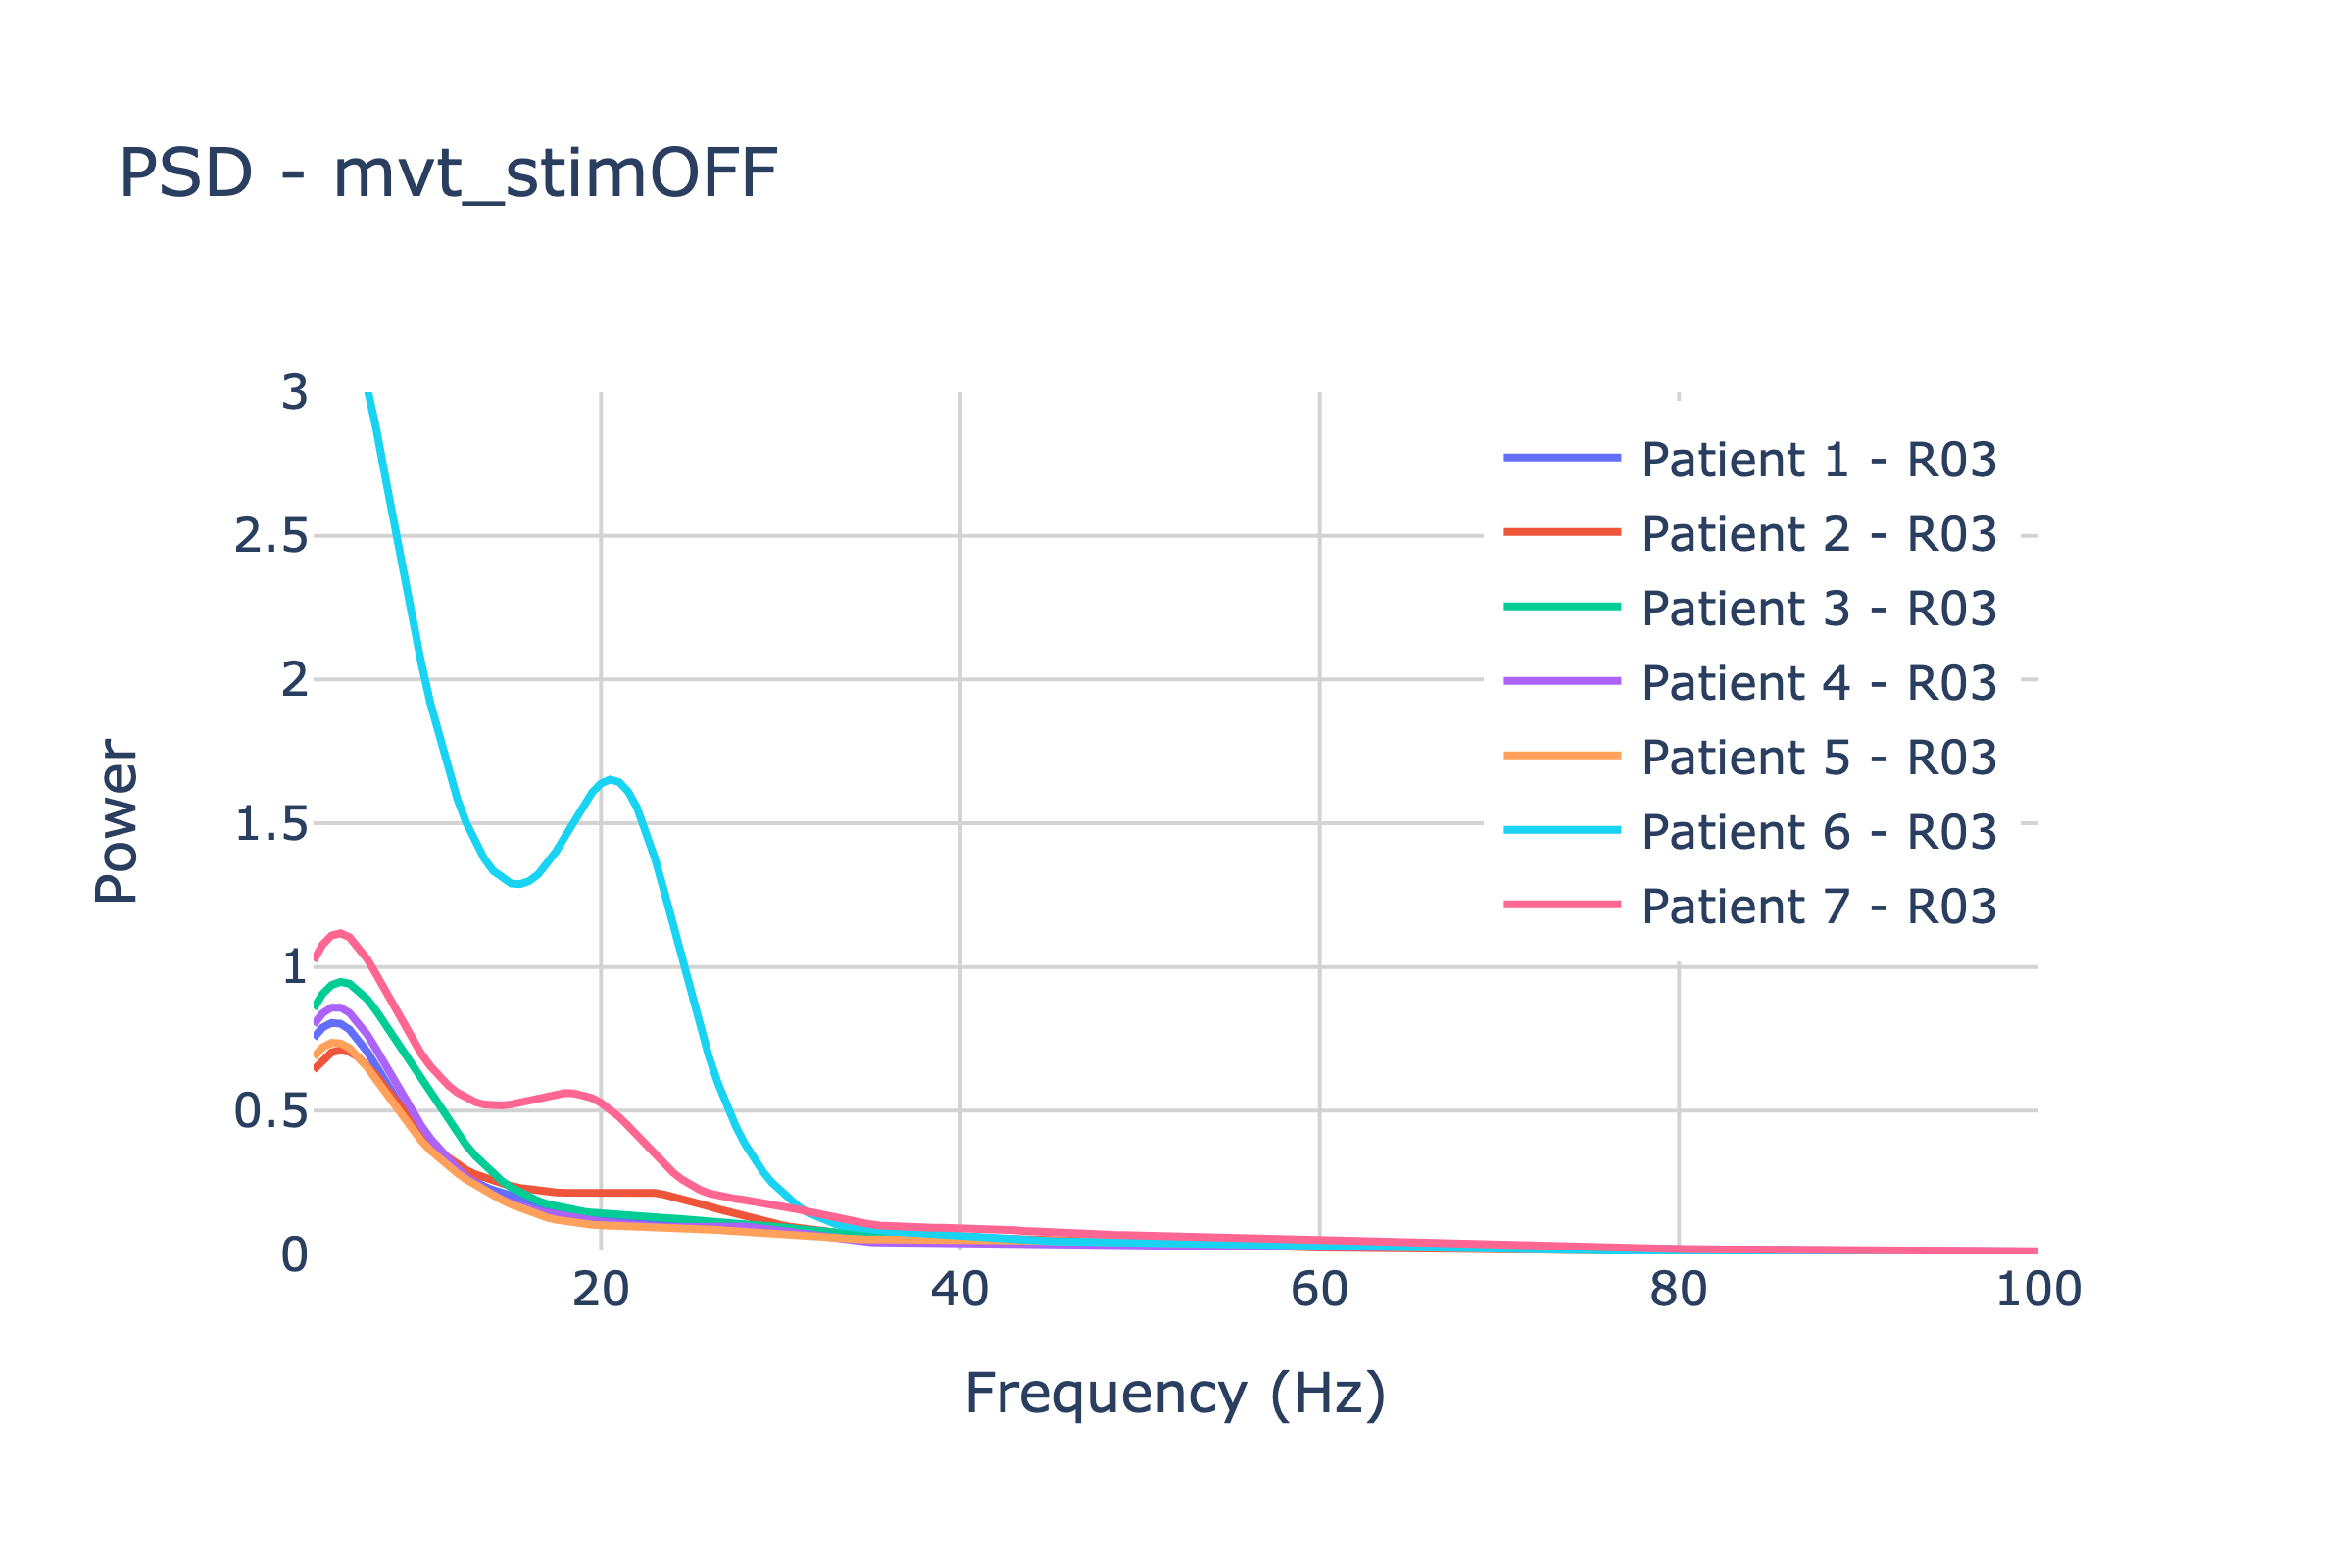 PSD - mvt_stimOFF
3
2.5
2
1.5
1
0.5
0
Power
20
40
60
80
100
Frequency (Hz)
Patient 1 - R03
Patient 2 - R03
Patient 3 - R03
Patient 4 - R03
Patient 5 - R03
Patient 6 - R03
Patient 7 - R03